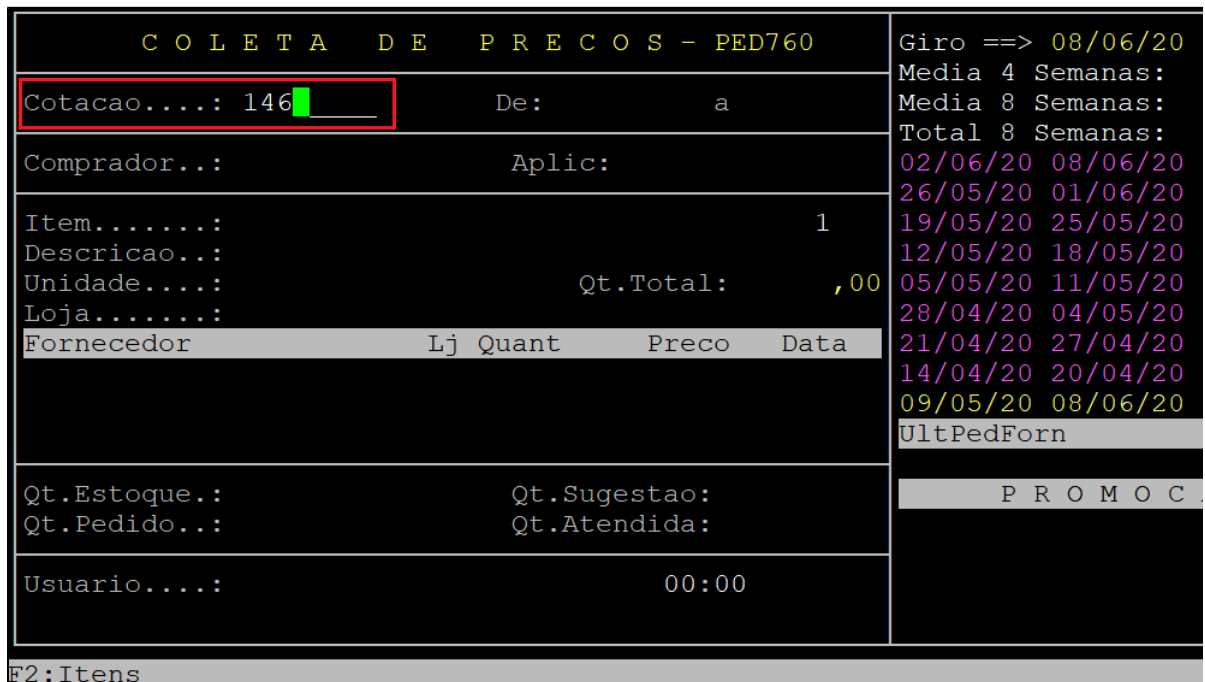 C O L E T A   D E   P R E C O S - PED760
Cotacao....: 146 De: a
Comprador..: Aplic:
Item.......: 1
Descricao..:
Unidade....: Qt.Total: ,00
Loja.......:
Fornecedor Lj Quant Preco Data
Qt.Estoque.: Qt.Sugestao:
Qt.Pedido..: Qt.Atendida:
Usuario....: 00:00
Giro ==> 08/06/20
Media 4 Semanas:
Media 8 Semanas:
Total 8 Semanas:
02/06/20 08/06/20
26/05/20 01/06/20
19/05/20 25/05/20
12/05/20 18/05/20
05/05/20 11/05/20
28/04/20 04/05/20
21/04/20 27/04/20
14/04/20 20/04/20
09/05/20 08/06/20
UltPedForn
P R O M O C
F2:Itens